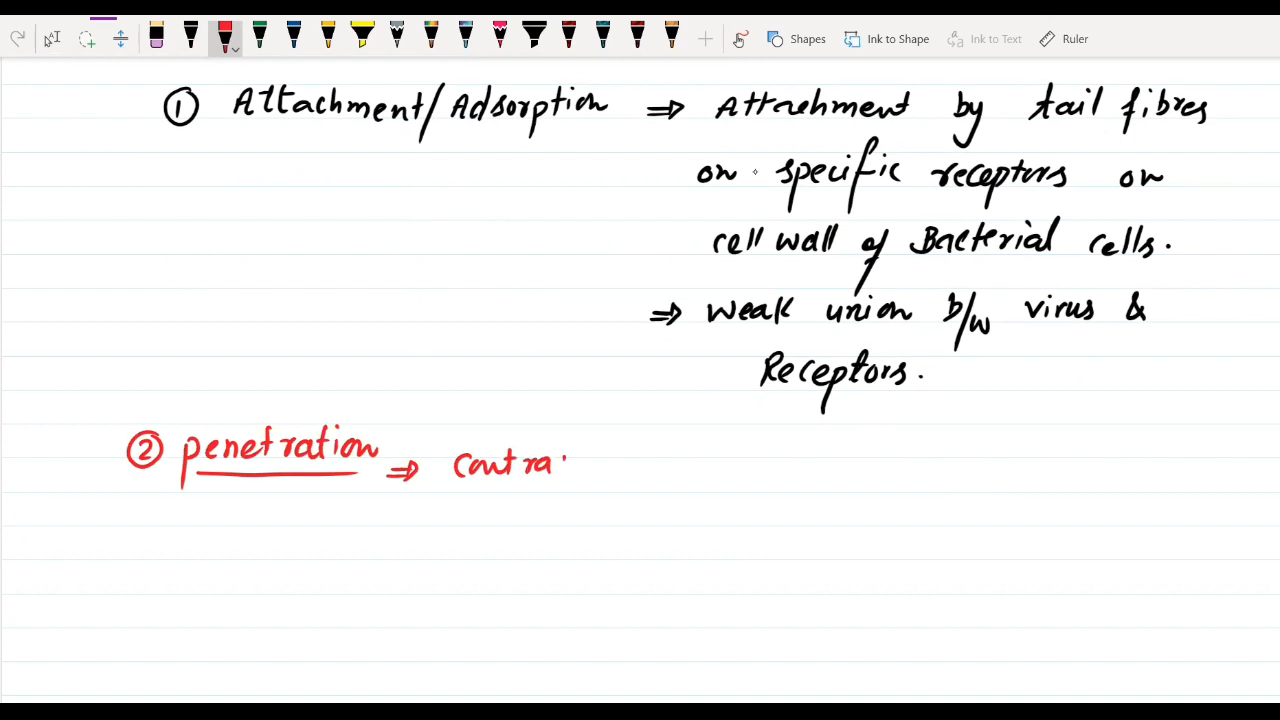 Shapes Ink to Shape Ink to Text Ruler
① Attachment/Adsorption ⇒ Attachment by tail fibres
on specific receptors on
cell wall of Bacterial cells.
⇒ Weak union b/w virus &
Receptors.
② penetration ⇒ contra